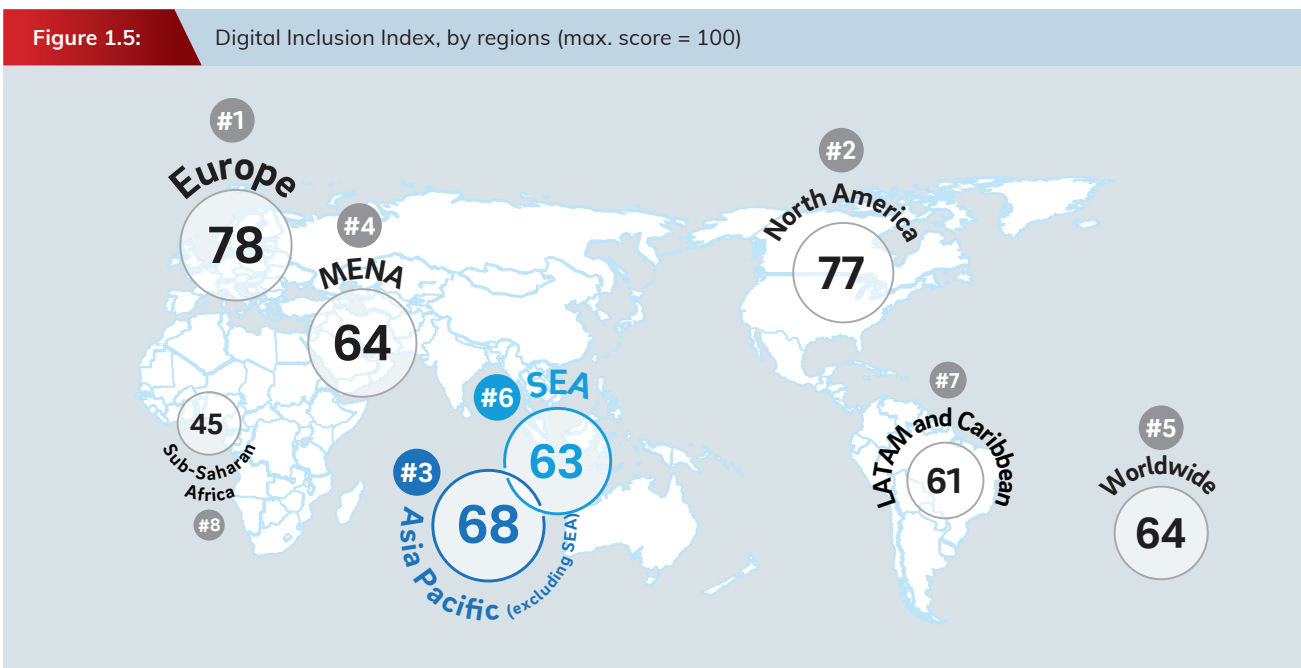 Figure 1.5:
Digital Inclusion Index, by regions (max. score = 100)
#1
Europe
78
#4
MENA
64
#2
North America
77
45
Sub-Saharan
Africa
#8
#6
SEA
63
#3
68
Asia Pacific (excluding SEA)
#7
LATAM and Caribbean
61
#5
Worldwide
64